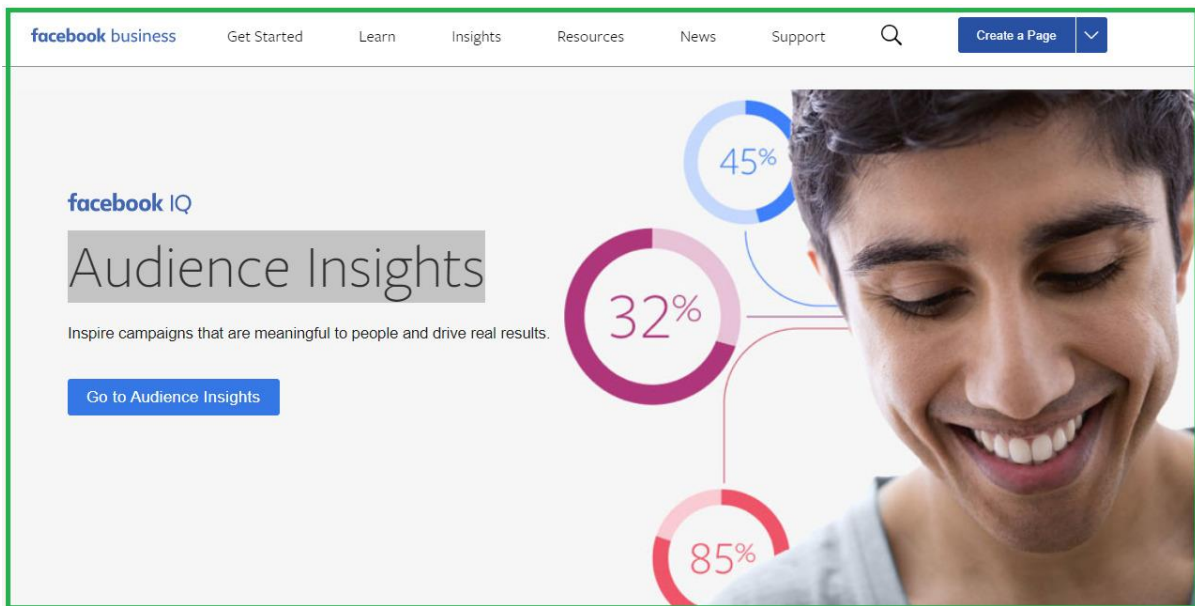 facebook business Get Started Learn Insights Resources News Support Create a Page
45%
facebook IQ
Audience Insights
32%
Inspire campaigns that are meaningful to people and drive real results.
Go to Audience Insights
85%